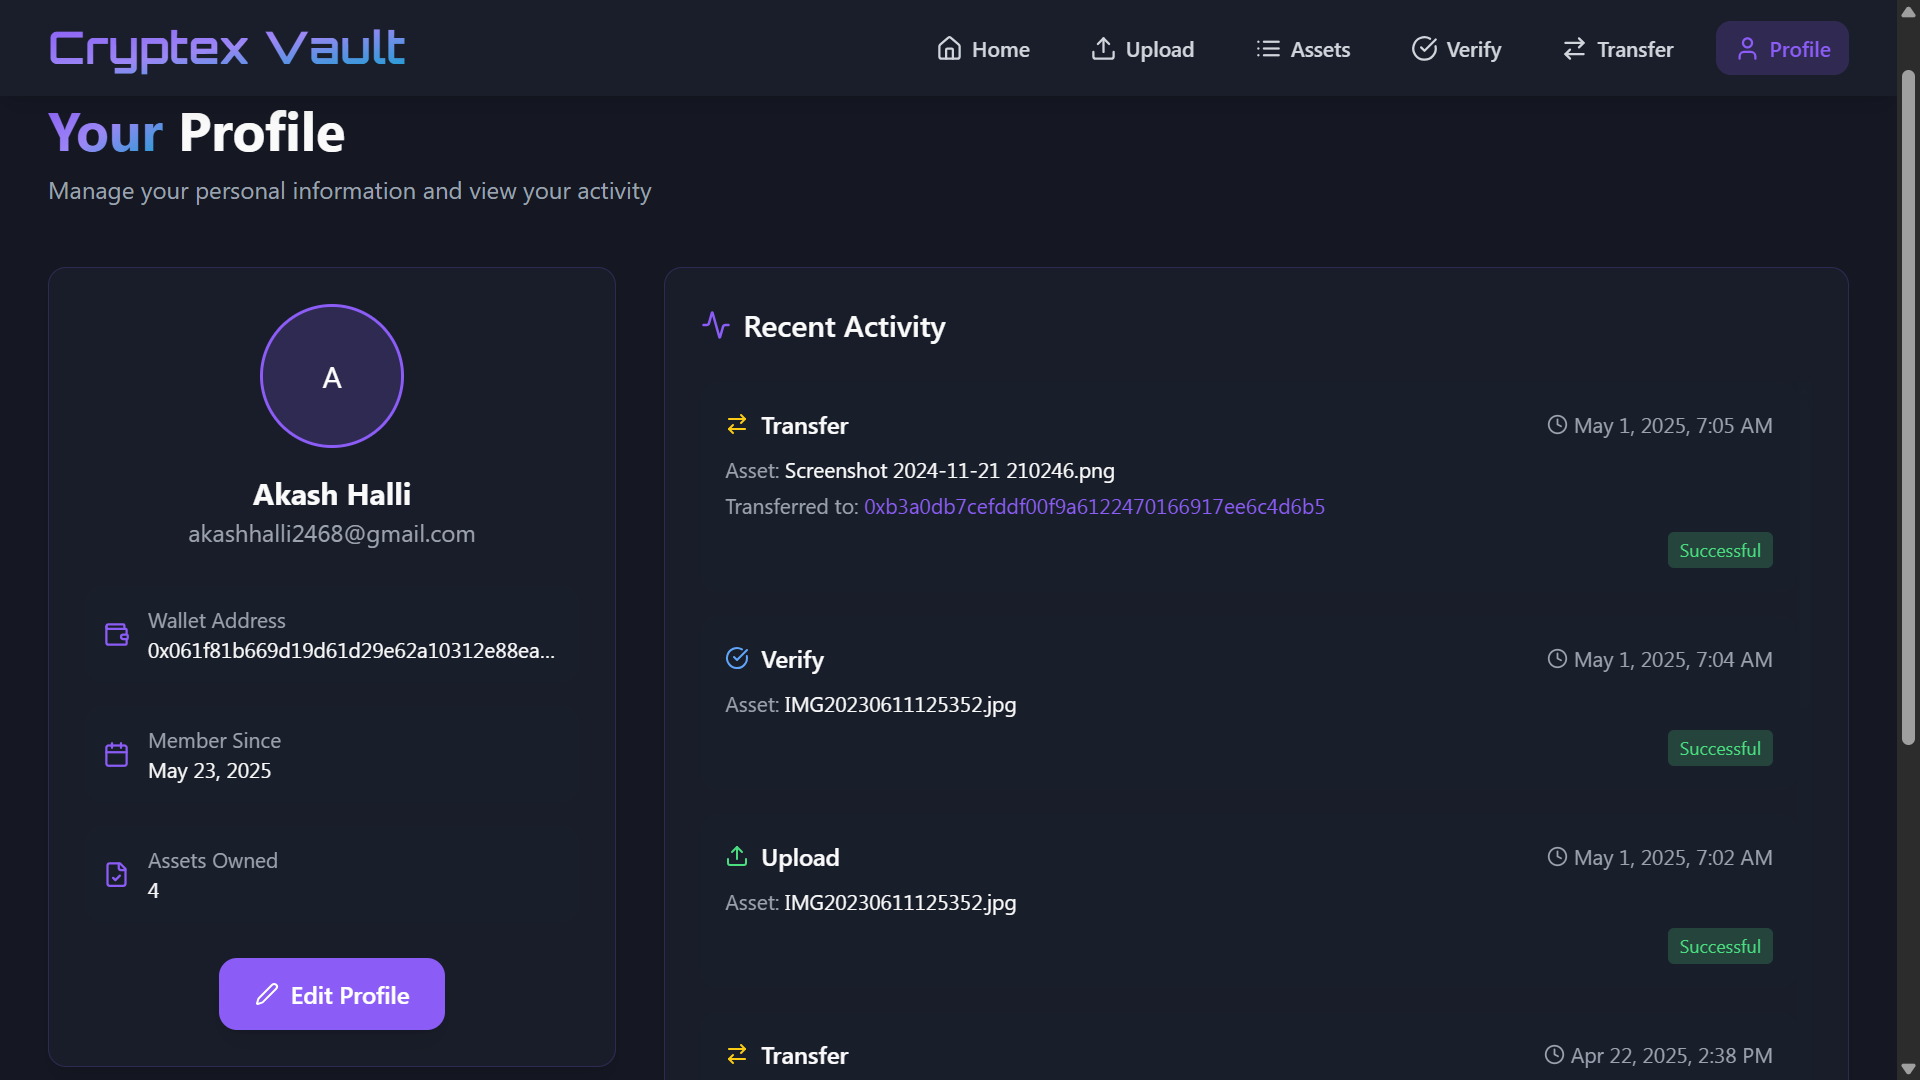 Cryptex Vault
Home
Upload
Assets
Verify
Transfer
Profile
Your Profile
Manage your personal information and view your activity
A
Akash Halli
akashhalli2468@gmail.com
Wallet Address
0x061f81b669d19d61d29e62a10312e88ea...
Member Since
May 23, 2025
Assets Owned
4
Edit Profile
Recent Activity
Transfer
May 1, 2025, 7:05 AM
Asset: Screenshot 2024-11-21 210246.png
Transferred to: 0xb3a0db7cefddf00f9a6122470166917ee6c4d6b5
Successful
Verify
May 1, 2025, 7:04 AM
Asset: IMG20230611125352.jpg
Successful
Upload
May 1, 2025, 7:02 AM
Asset: IMG20230611125352.jpg
Successful
Transfer
Apr 22, 2025, 2:38 PM